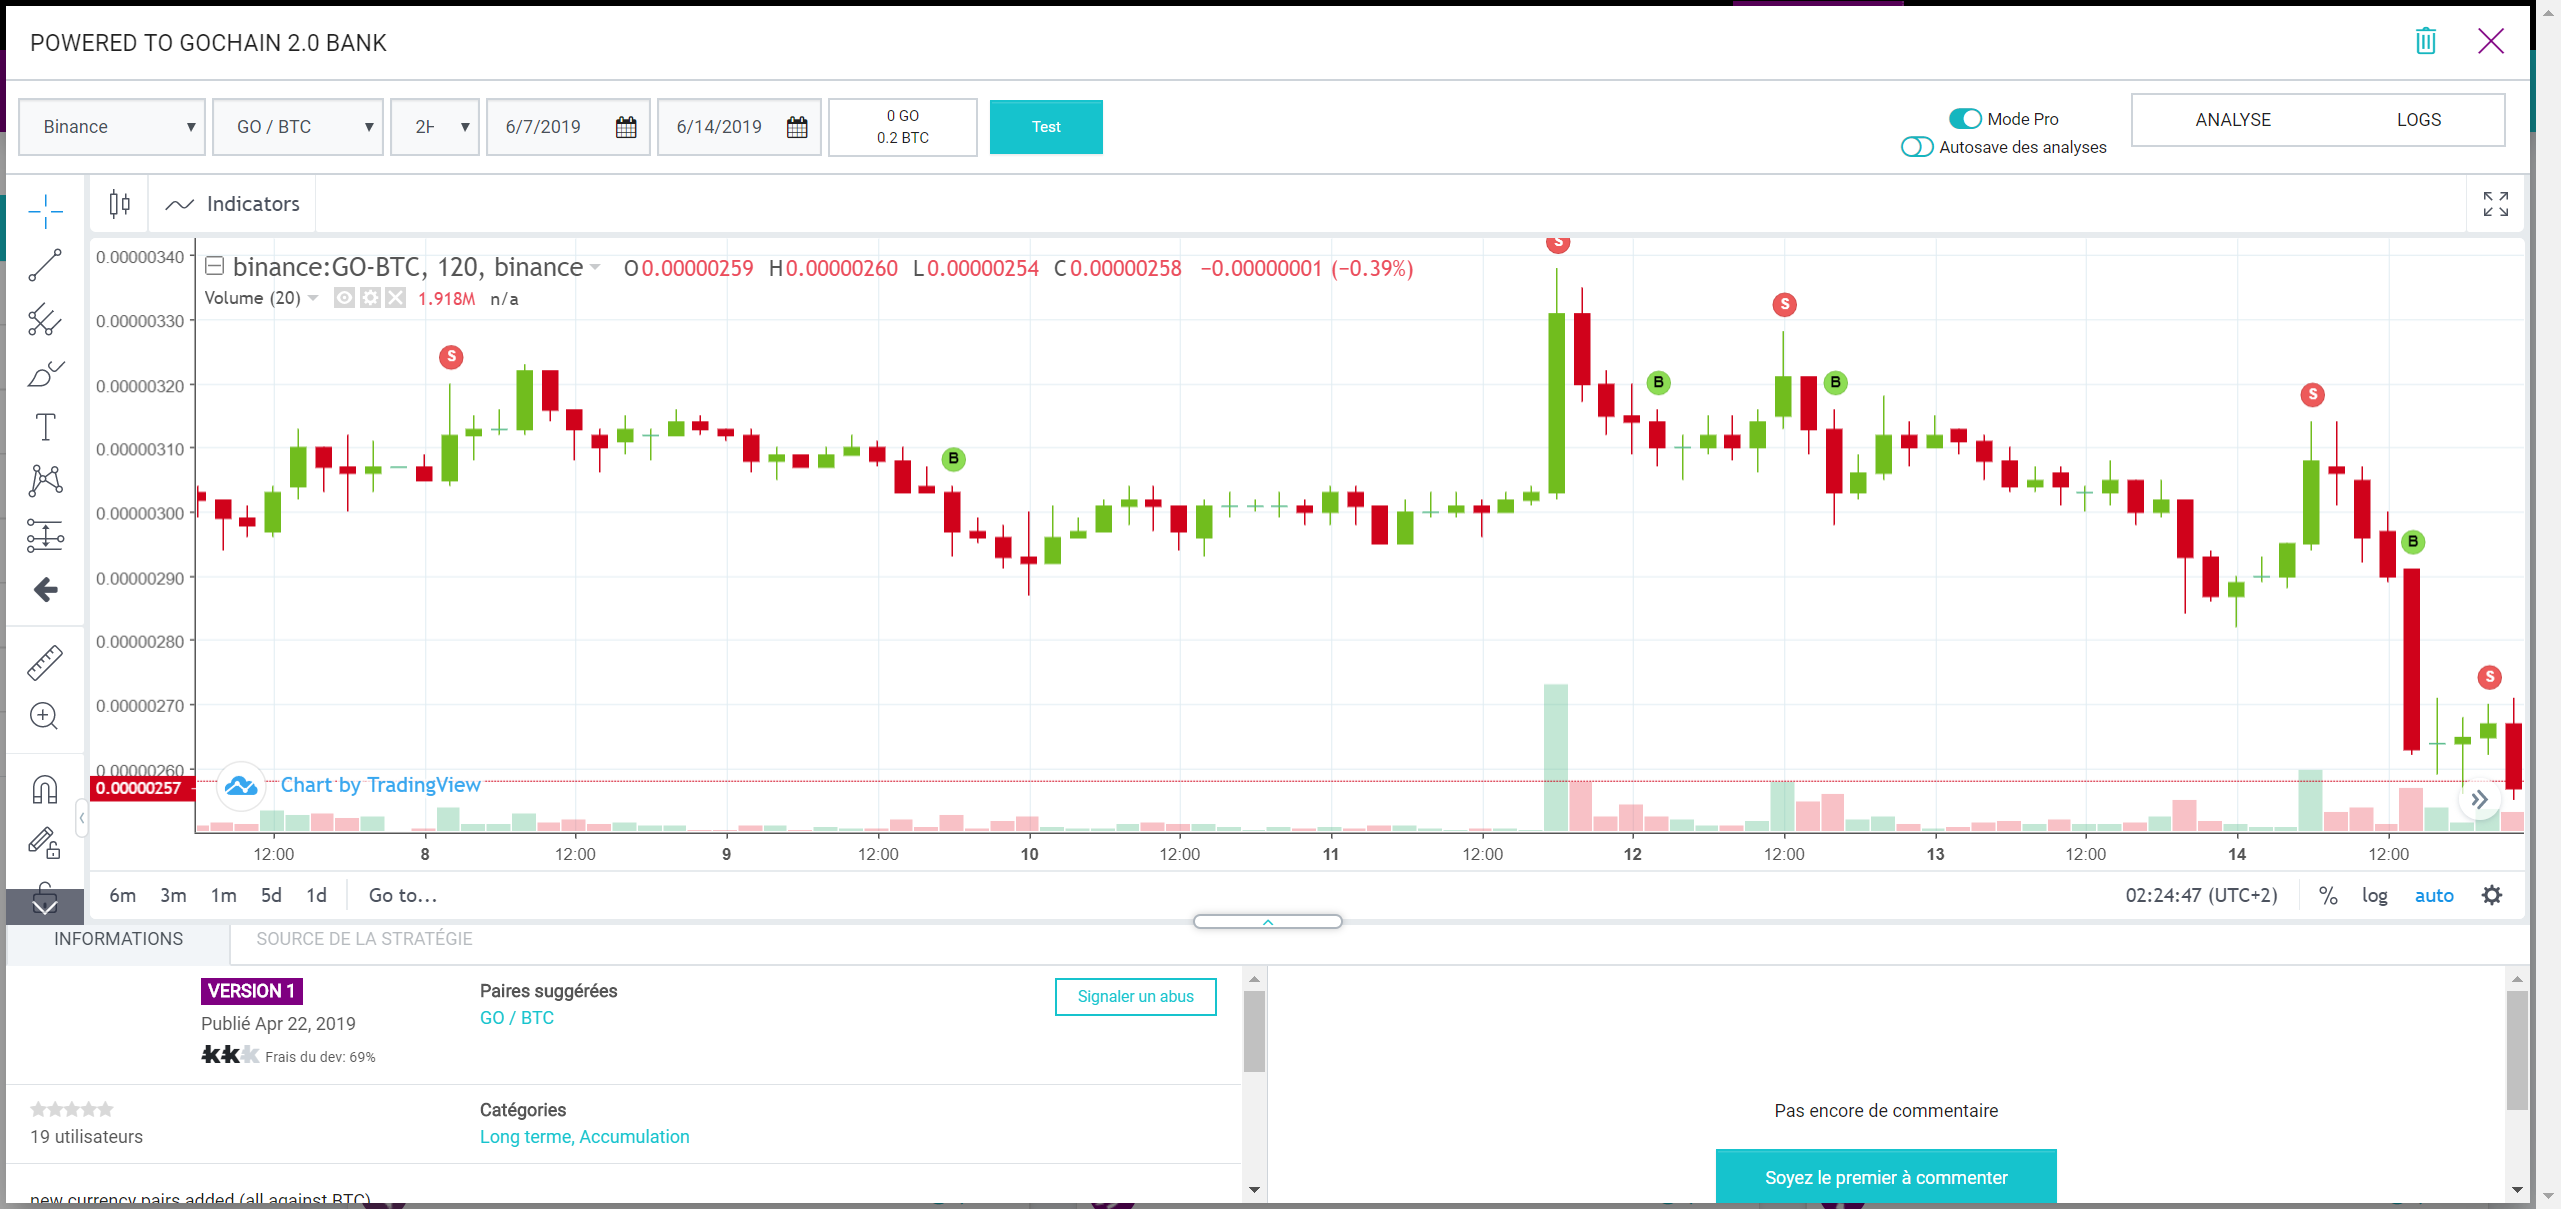 POWERED TO GOCHAIN 2.0 BANK
Binance
GO / BTC
2H
6/7/2019
6/14/2019
0 GO
0.2 BTC
Test
Mode Pro
Autosave des analyses
ANALYSE
LOGS
Indicators
binance:GO-BTC, 120, binance
O0.00000259 H0.00000260 L0.00000254 C0.00000258 −0.00000001 (−0.39%)
Volume (20)
1.918M n/a
0.00000340
0.00000330
0.00000320
0.00000310
0.00000300
0.00000290
0.00000280
0.00000270
0.00000260
0.00000257
S
B
S
B
S
B
S
B
S
Chart by TradingView
12:00
8
12:00
9
12:00
10
12:00
11
12:00
12
12:00
13
12:00
14
12:00
6m
3m
1m
5d
1d
Go to...
02:24:47 (UTC+2)
%
log
auto
INFORMATIONS
SOURCE DE LA STRATÉGIE
VERSION 1
Publié Apr 22, 2019
Frais du dev: 69%
Paires suggérées
GO / BTC
Signaler un abus
19 utilisateurs
Catégories
Long terme, Accumulation
new currency pairs added (all against BTC)
Pas encore de commentaire
Soyez le premier à commenter